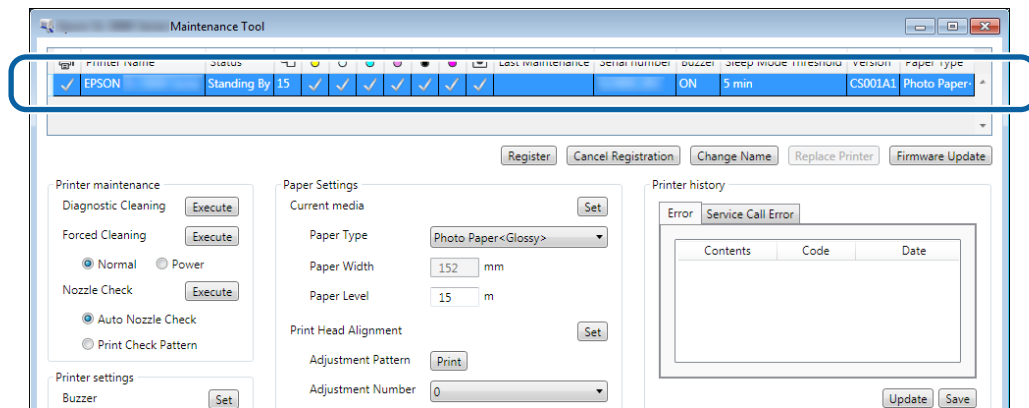 Maintenance Tool
Printer Name Status Last Maintenance Serial number Buzzer Sleep Mode Threshold Version Paper Type
EPSON Standing By 15 ON 5 min CS001A1 Photo Paper
Register Cancel Registration Change Name Replace Printer Firmware Update
Printer maintenance Paper Settings Printer history
Diagnostic Cleaning Execute Current media Set Error Service Call Error
Forced Cleaning Execute Paper Type Photo Paper<Glossy>
Contents Code Date
Normal Power Paper Width 152 mm
Nozzle Check Execute Paper Level 15 m
Auto Nozzle Check
Print Head Alignment Set
Print Check Pattern
Adjustment Pattern Print
Printer settings
Adjustment Number 0
Buzzer Set Update Save